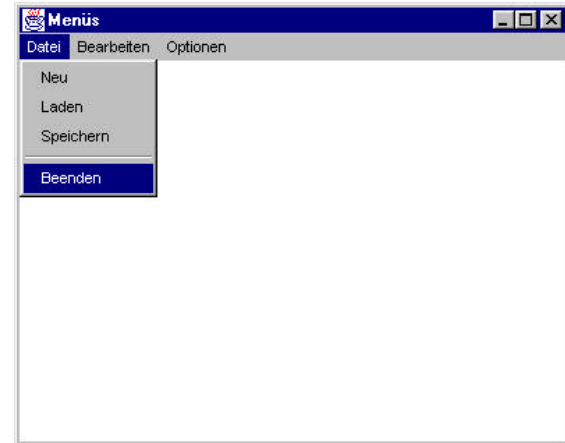 Menüs
Datei Bearbeiten Optionen
Neu
Laden
Speichern
Beenden